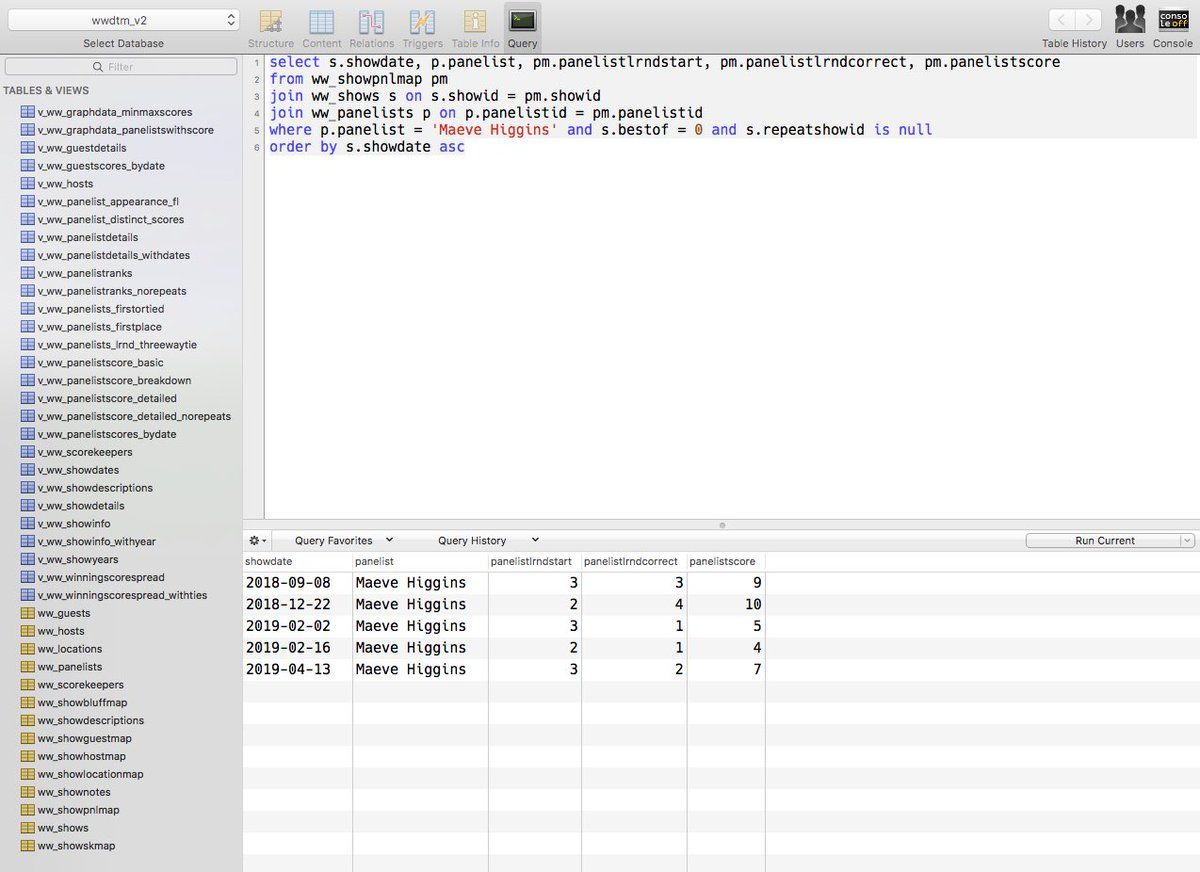 wwdtm_v2
Select Database
Structure Content Relations Triggers Table Info Query
Table History Users Console
conso
le off
Filter
TABLES & VIEWS
v_ww_graphdata_minmaxscores
v_ww_graphdata_panelistswithscore
v_ww_guestdetails
v_ww_guestscores_bydate
v_ww_hosts
v_ww_panelist_appearance_fl
v_ww_panelist_distinct_scores
v_ww_panelistdetails
v_ww_panelistdetails_withdates
v_ww_panelistranks
v_ww_panelistranks_norepeats
v_ww_panelists_firstortied
v_ww_panelists_firstplace
v_ww_panelists_lrnd_threewaytie
v_ww_panelistscore_basic
v_ww_panelistscore_breakdown
v_ww_panelistscore_detailed
v_ww_panelistscore_detailed_norepeats
v_ww_panelistscores_bydate
v_ww_scorekeepers
v_ww_showdates
v_ww_showdescriptions
v_ww_showdetails
v_ww_showinfo
v_ww_showinfo_withyear
v_ww_showyears
v_ww_winningscorespread
v_ww_winningscorespread_withties
ww_guests
ww_hosts
ww_locations
ww_panelists
ww_scorekeepers
ww_showbluffmap
ww_showdescriptions
ww_showguestmap
ww_showhostmap
ww_showlocationmap
ww_shownotes
ww_showpnlmap
ww_shows
ww_showskmap
1 select s.showdate, p.panelist, pm.panelistlrndstart, pm.panelistlrndcorrect, pm.panelistscore
2 from ww_showpnlmap pm
3 join ww_shows s on s.showid = pm.showid
4 join ww_panelists p on p.panelistid = pm.panelistid
5 where p.panelist = 'Maeve Higgins' and s.bestof = 0 and s.repeatshowid is null
6 order by s.showdate asc
Query Favorites Query History Run Current
showdate panelist panelistlrndstart panelistlrndcorrect panelistscore
2018-09-08 Maeve Higgins 3 3 9
2018-12-22 Maeve Higgins 2 4 10
2019-02-02 Maeve Higgins 3 1 5
2019-02-16 Maeve Higgins 2 1 4
2019-04-13 Maeve Higgins 3 2 7